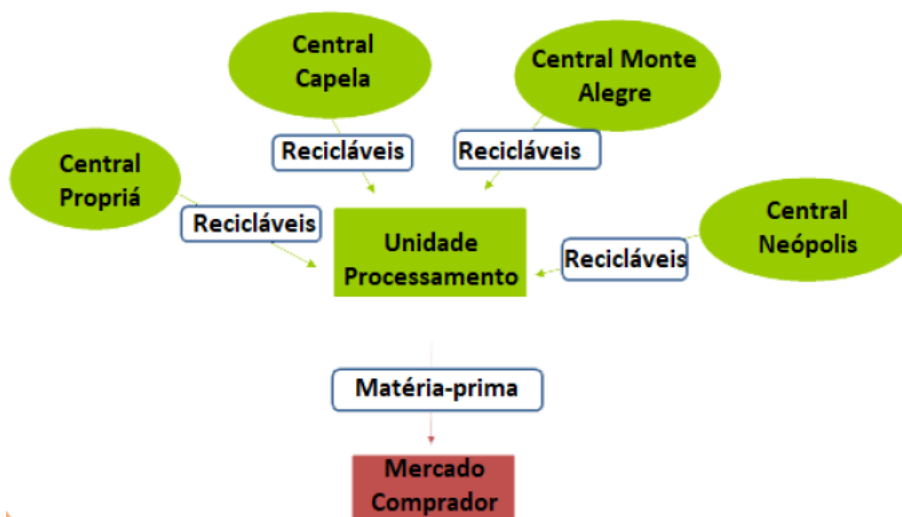 Central
Capela
Central Monte
Alegre
Recicláveis
Recicláveis
Central
Propriá
Recicláveis
Unidade
Processamento
Central
Neópolis
Recicláveis
Matéria-prima
Mercado
Comprador